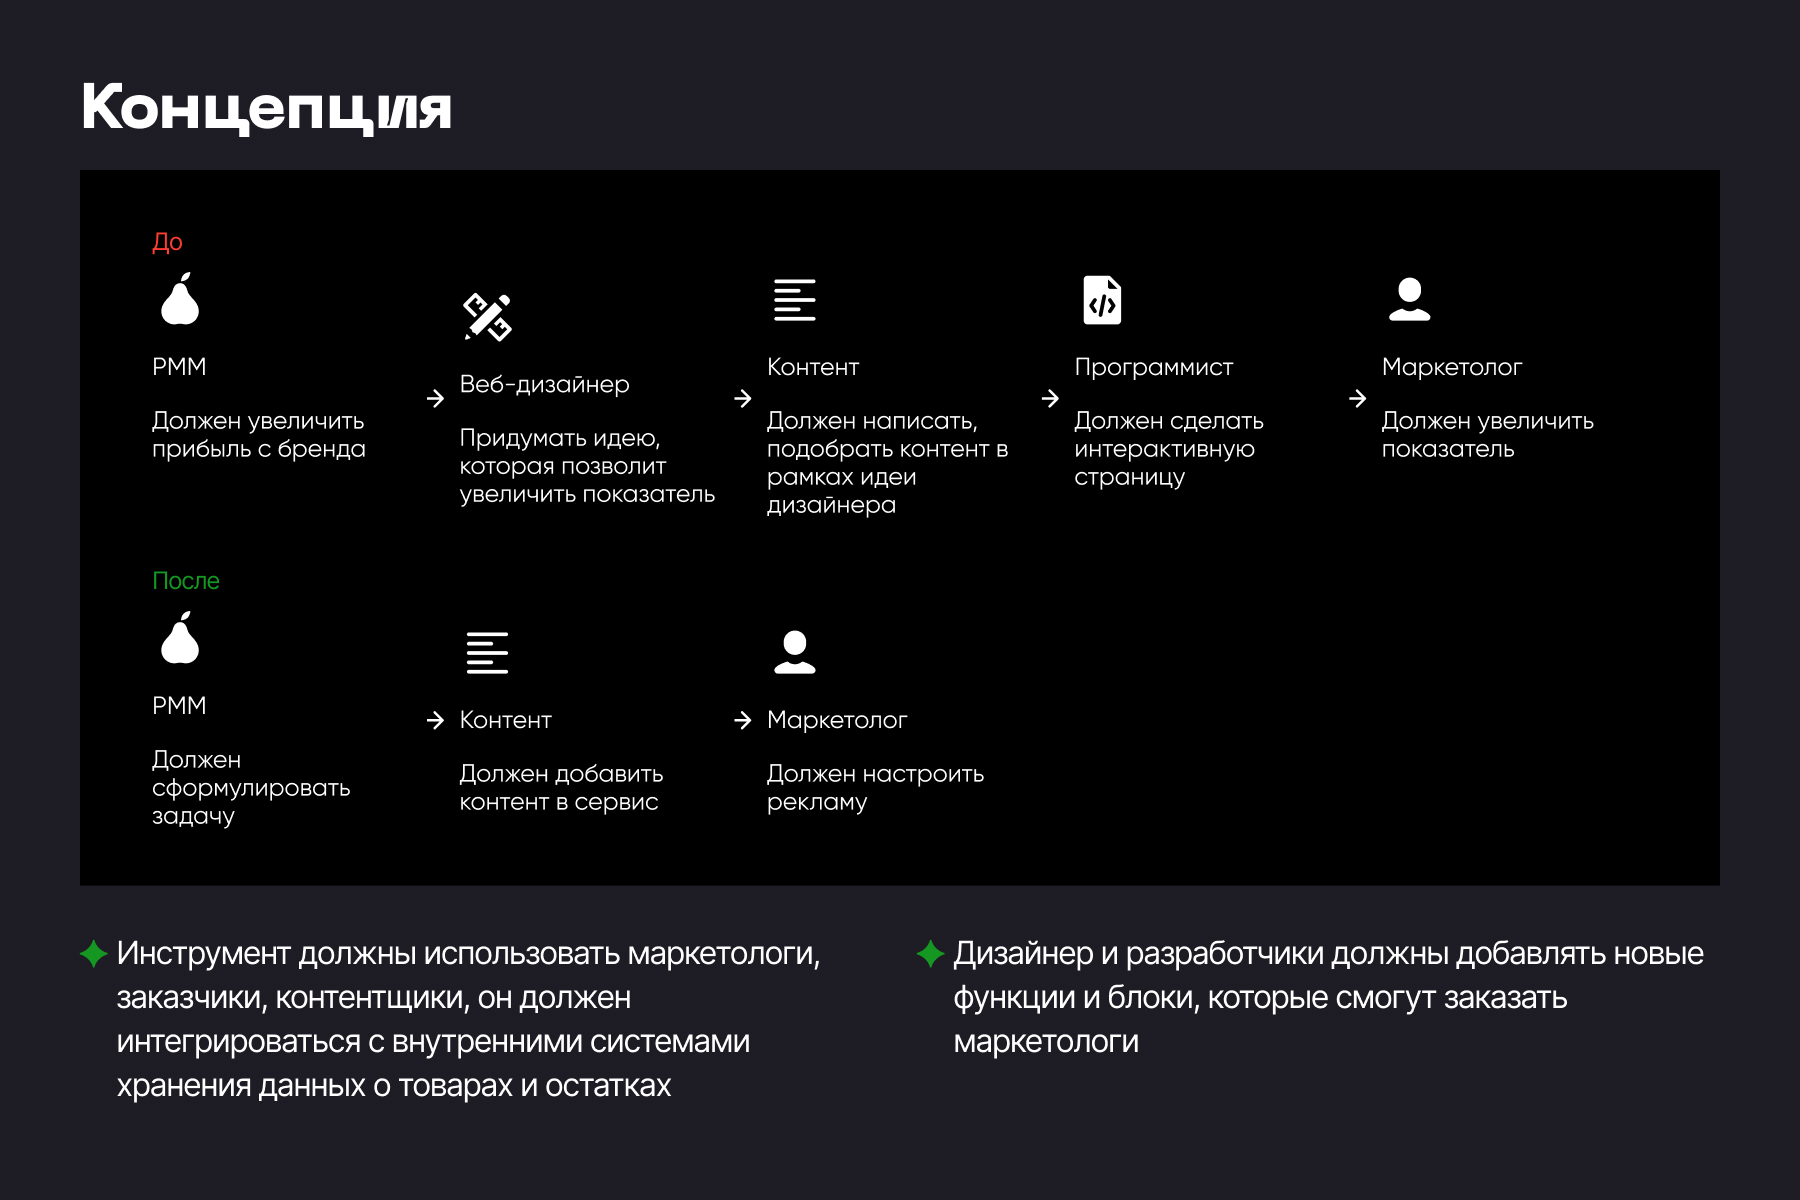 Концепция
До
PMM
Должен увеличить
прибыль с бренда
Веб-дизайнер
Придумать идею,
которая позволит
увеличить показатель
Контент
Должен написать,
подобрать контент в
рамках идеи
дизайнера
Программист
Должен сделать
интерактивную
страницу
Маркетолог
Должен увеличить
показатель
После
PMM
Должен
сформулировать
задачу
Контент
Должен добавить
контент в сервис
Маркетолог
Должен настроить
рекламу
Инструмент должны использовать маркетологи,
заказчики, контентщики, он должен
интегрироваться с внутренними системами
хранения данных о товарах и остатках
Дизайнер и разработчики должны добавлять новые
функции и блоки, которые смогут заказать
маркетологи